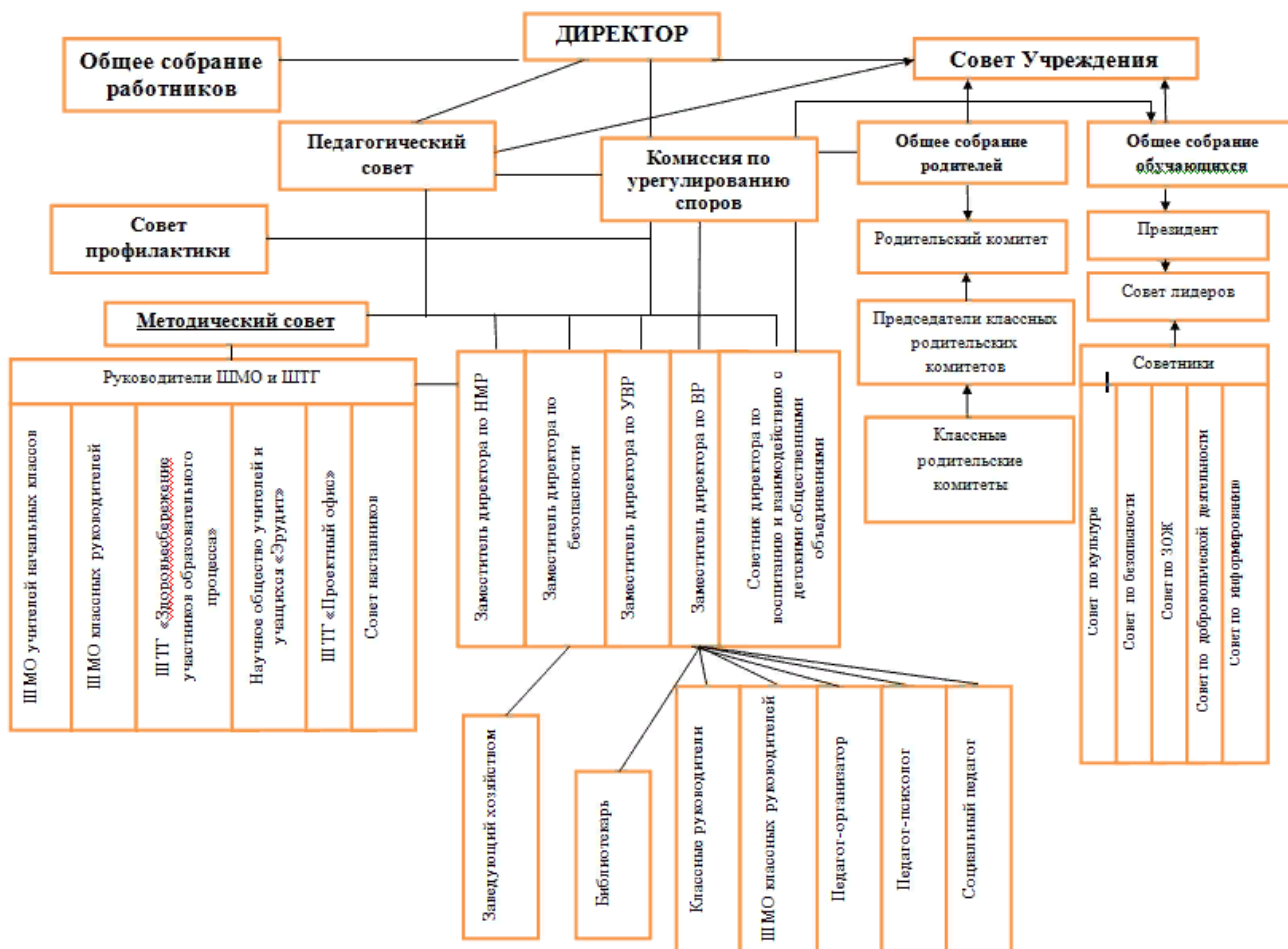 ДИРЕКТОР
Общее собрание
работников
Совет Учреждения
Педагогический
совет
Комиссия по
урегулированию
споров
Общее собрание
родителей
Общее собрание
обучающихся
Совет
профилактики
Родительский комитет
Президент
Совет лидеров
Методический совет
Председатели классных
родительских
комитетов
Руководители ШМО и ШТГ
Советники
Классные
родительские
комитеты
ШМО учителей начальных классов
ШМО классных руководителей
ШТГ «Здоровьесбережение
участников образовательного
процесса»
Научное общество учителей и
учащихся «Эрудит»
ШТГ «Проектный офис»
Совет наставников
Заместитель директора по НМР
Заместитель директора по
безопасности
Заместитель директора по УВР
Заместитель директора по ВР
Советник директора по
воспитанию и взаимодействию с
детскими общественными
объединениями
Совет по культуре
Совет по безопасности
Совет по ЗОЖ
Совет по добровольческой деятельности
Совет по информированию
Заведующий хозяйством
Библиотекарь
Классные руководители
ШМО классных руководителей
Педагог-организатор
Педагог-психолог
Социальный педагог